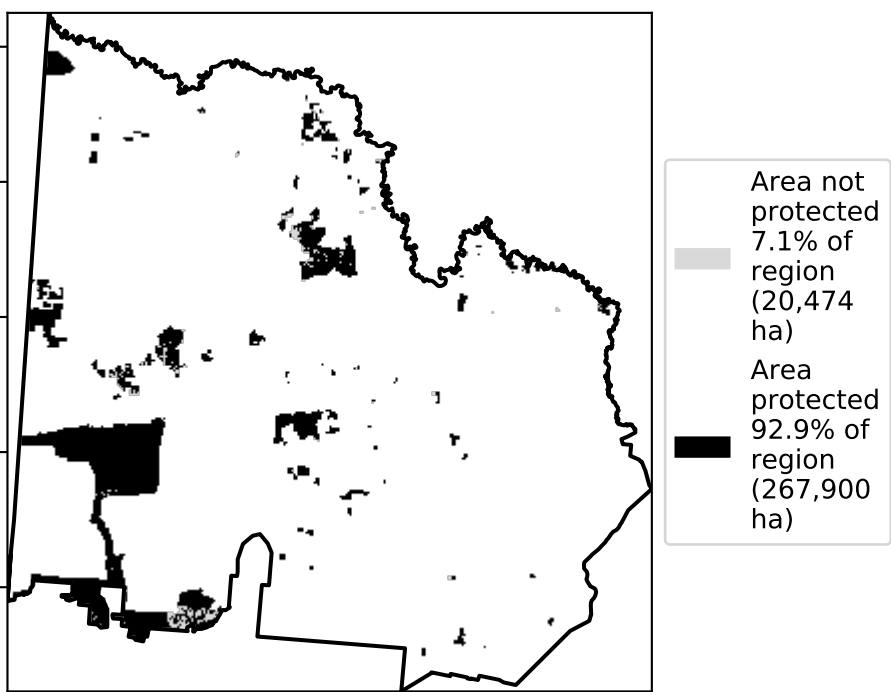 Area not
protected
7.1% of
region
(20,474
ha)
Area
protected
92.9% of
region
(267,900
ha)